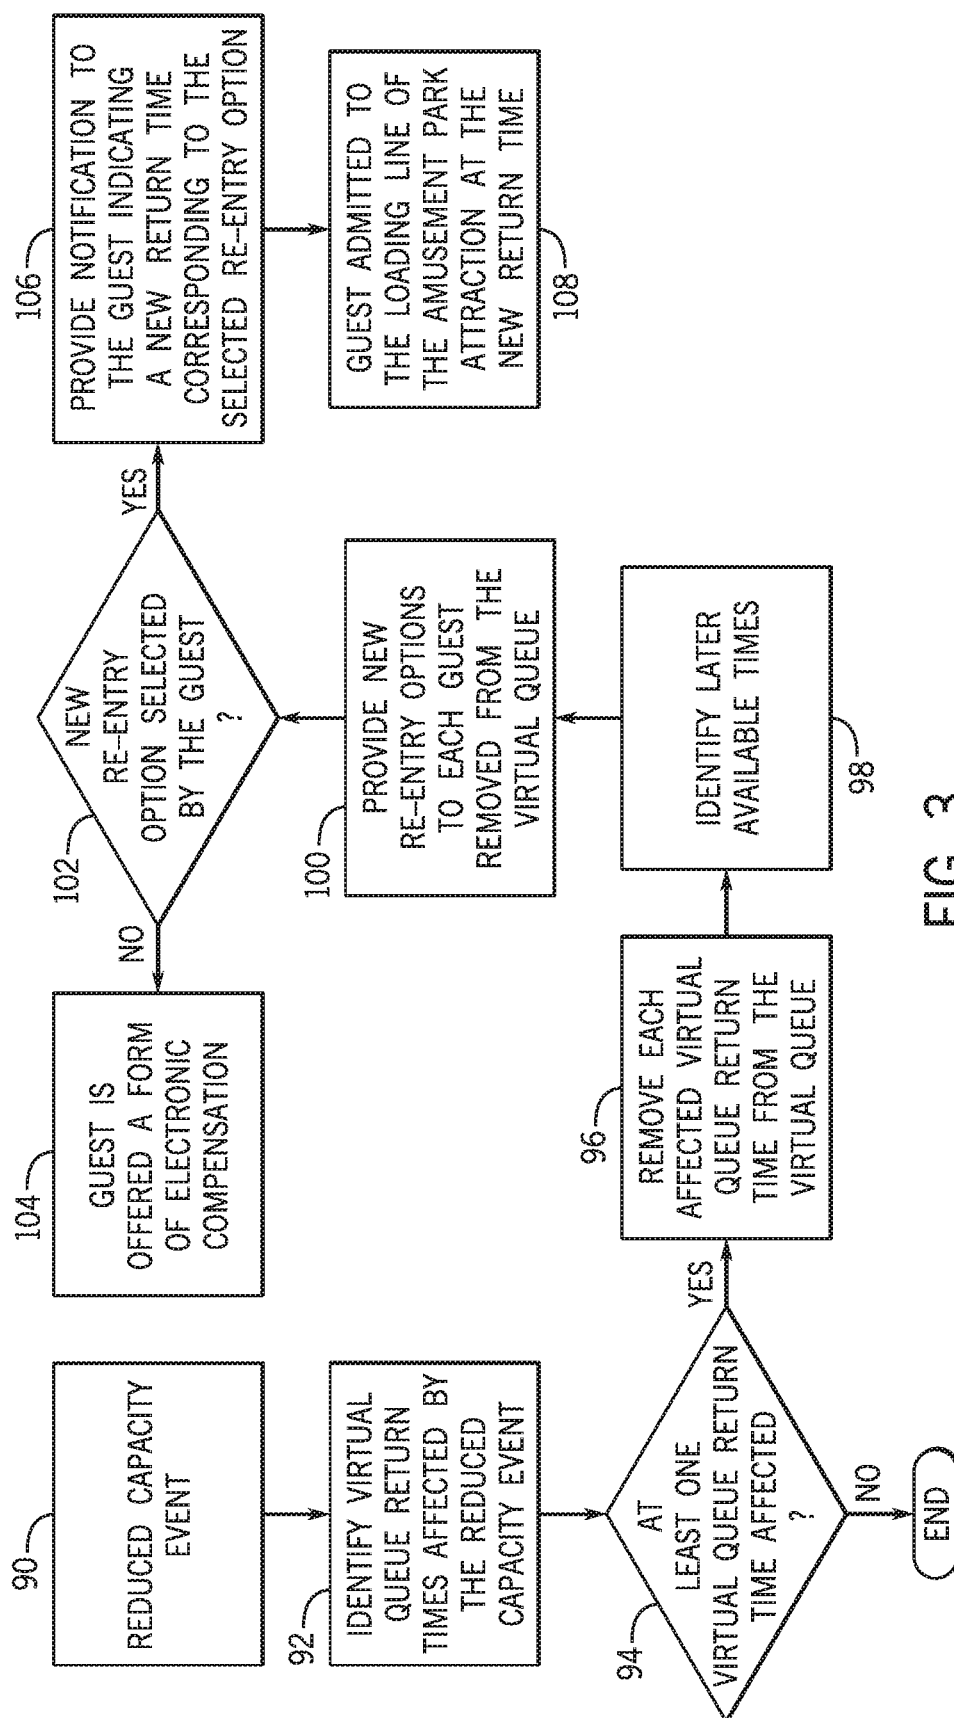 90
REDUCED CAPACITY
EVENT
92
IDENTIFY VIRTUAL
QUEUE RETURN
TIMES AFFECTED BY
THE REDUCED
CAPACITY EVENT
94
AT
LEAST ONE
VIRTUAL QUEUE RETURN
TIME AFFECTED
?
NO
END
YES
96
REMOVE EACH
AFFECTED VIRTUAL
QUEUE RETURN
TIME FROM THE
VIRTUAL QUEUE
98
IDENTIFY LATER
AVAILABLE TIMES
100
PROVIDE NEW
RE-ENTRY OPTIONS
TO EACH GUEST
REMOVED FROM THE
VIRTUAL QUEUE
102
NEW
RE-ENTRY
OPTION SELECTED
BY THE GUEST
?
NO
104
GUEST IS
OFFERED A FORM
OF ELECTRONIC
COMPENSATION
YES
106
PROVIDE NOTIFICATION TO
THE GUEST INDICATING
A NEW RETURN TIME
CORRESPONDING TO THE
SELECTED RE-ENTRY OPTION
108
GUEST ADMITTED TO
THE LOADING LINE OF
THE AMUSEMENT PARK
ATTRACTION AT THE
NEW RETURN TIME
FIG. 3